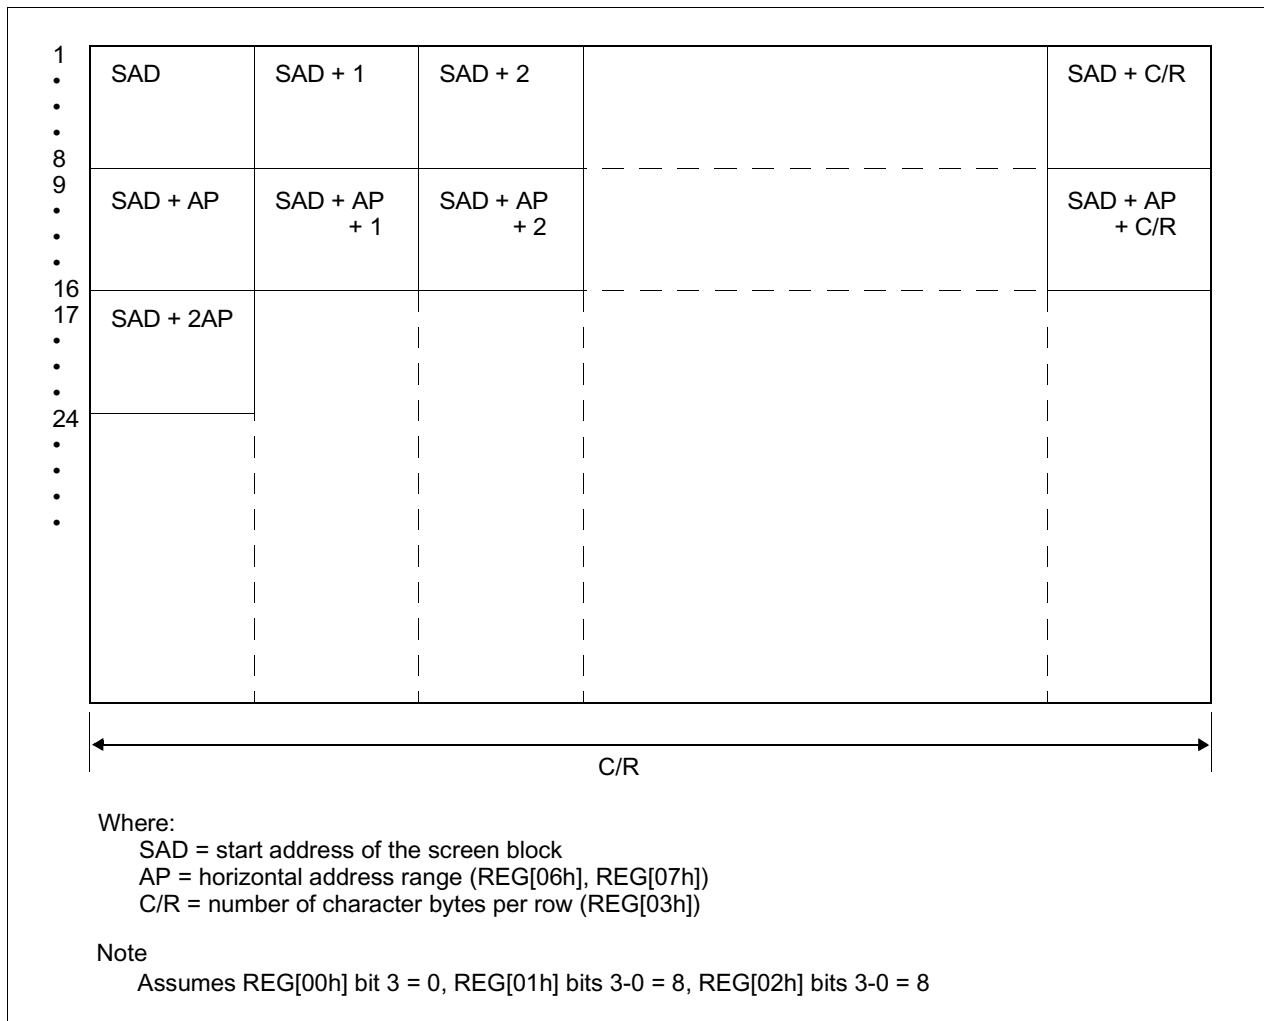 1
•
•
•
8
SAD
SAD + 1
SAD + 2
SAD + C/R
9
•
•
•
16
SAD + AP
SAD + AP
+ 1
SAD + AP
+ 2
SAD + AP
+ C/R
17
•
•
•
24
•
•
•
•
SAD + 2AP
C/R
Where:
SAD = start address of the screen block
AP = horizontal address range (REG[06h], REG[07h])
C/R = number of character bytes per row (REG[03h])
Note
Assumes REG[00h] bit 3 = 0, REG[01h] bits 3-0 = 8, REG[02h] bits 3-0 = 8